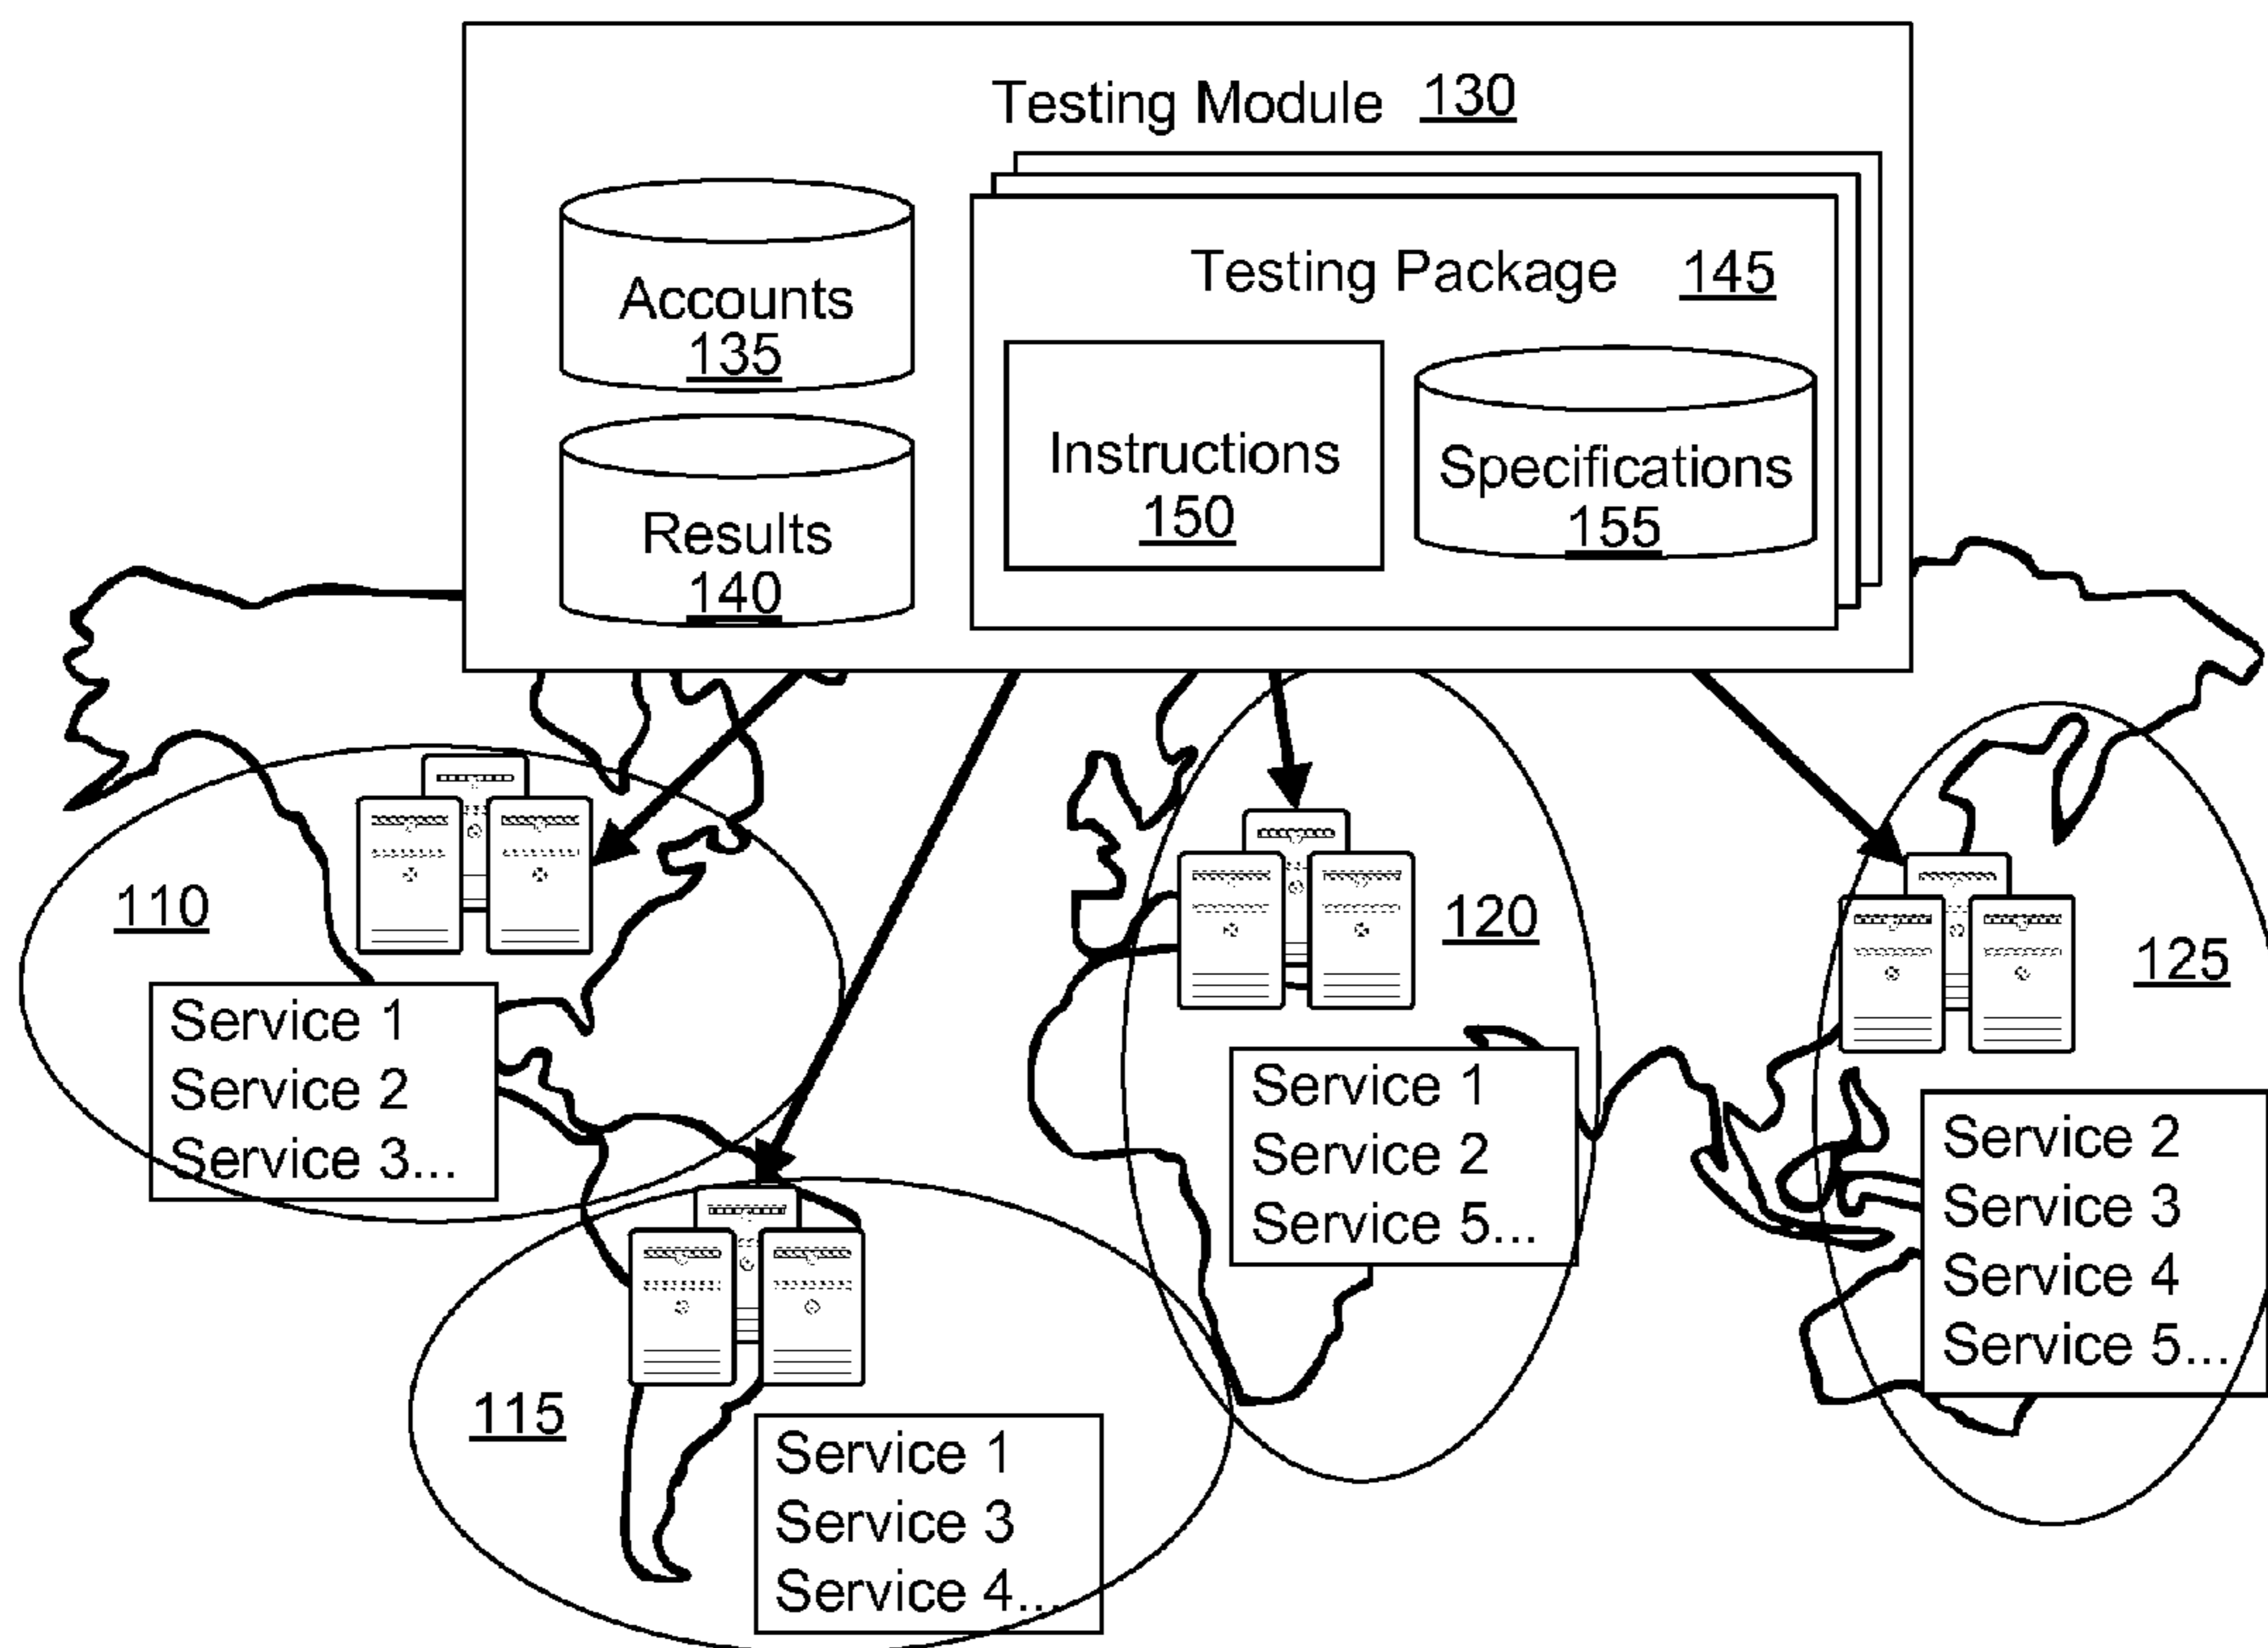 Testing Module 130
Accounts
135
Results
140
Testing Package 145
Instructions
150
Specifications
155
110
Service 1
Service 2
Service 3...
115
Service 1
Service 3
Service 4...
120
Service 1
Service 2
Service 5...
125
Service 2
Service 3
Service 4
Service 5...